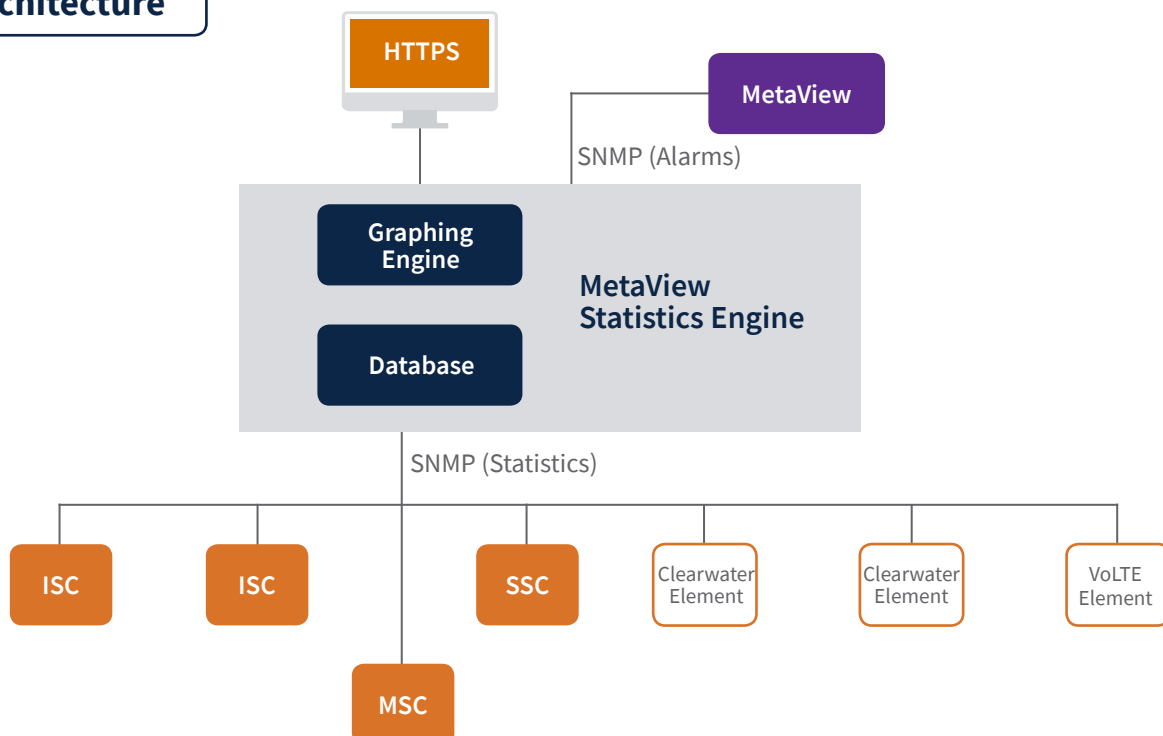 chitecture
HTTPS
MetaView
SNMP (Alarms)
Graphing
Engine
MetaView
Statistics Engine
Database
SNMP (Statistics)
ISC
ISC
SSC
Clearwater
Element
Clearwater
Element
VoLTE
Element
MSC